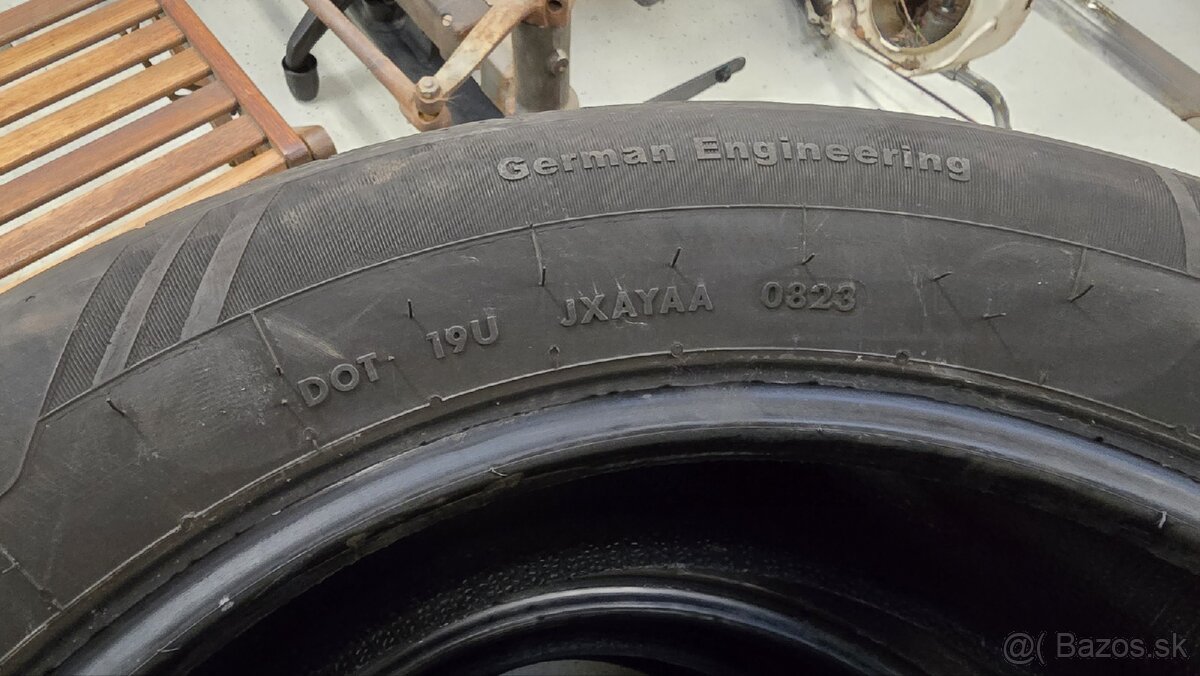 German Engineering
DOT 19U JXAYAA 0823
@( Bazos.sk